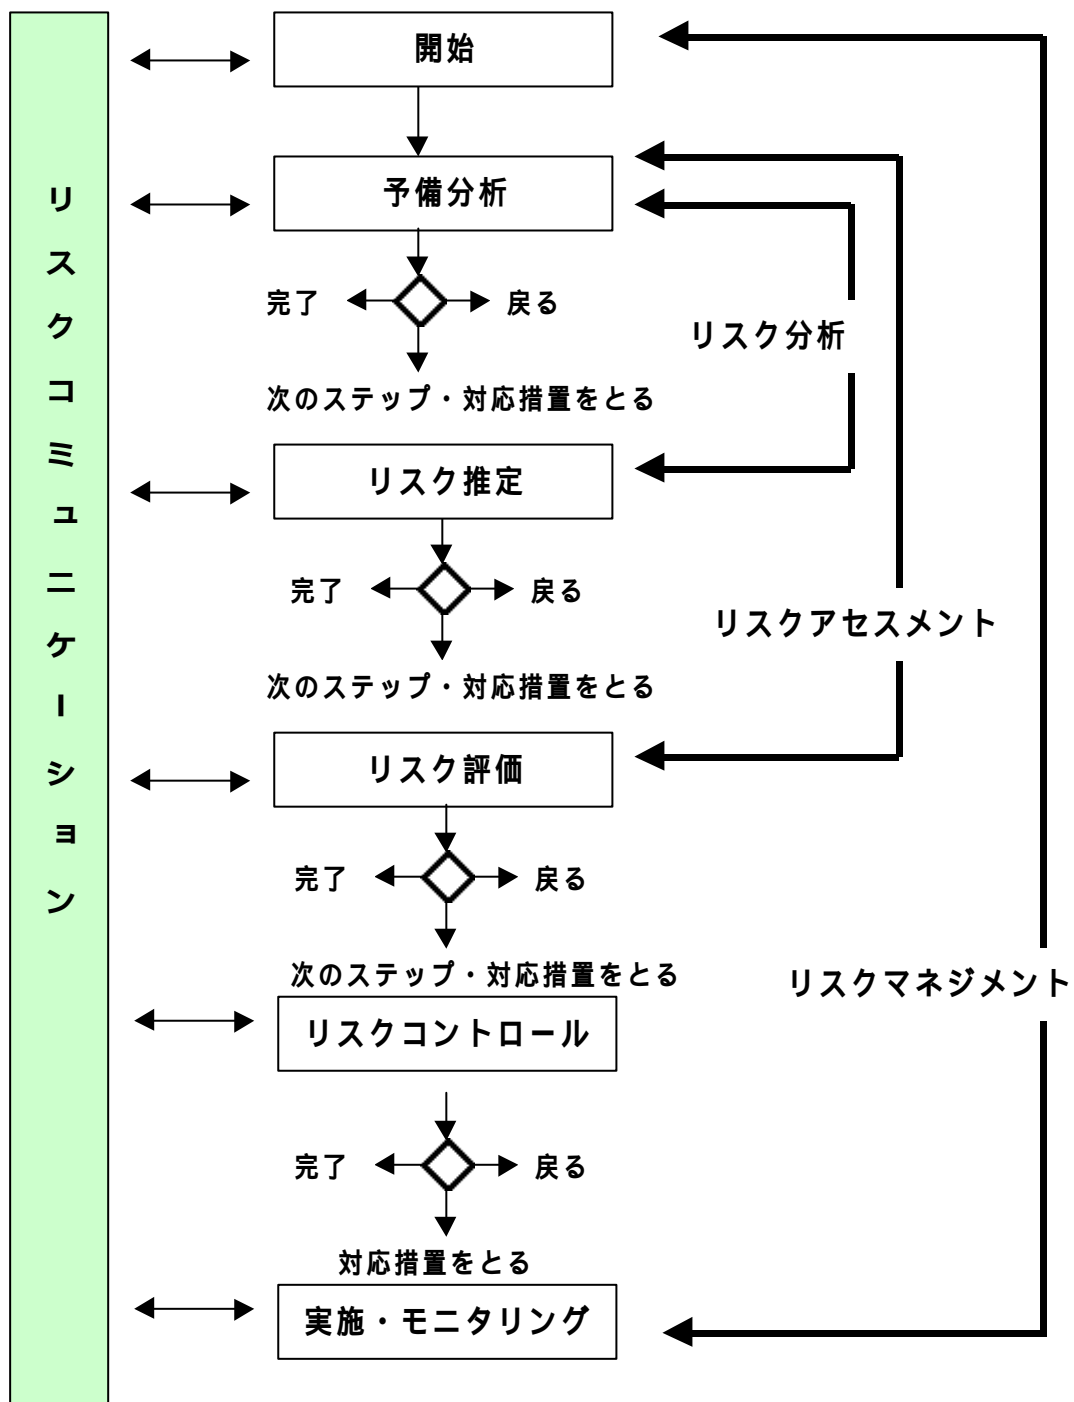 リスクコミュニケーション
開始
予備分析
完了
戻る
リスク分析
次のステップ・対応措置をとる
リスク推定
完了
戻る
リスクアセスメント
次のステップ・対応措置をとる
リスク評価
完了
戻る
次のステップ・対応措置をとる
リスクマネジメント
リスクコントロール
完了
戻る
対応措置をとる
実施・モニタリング